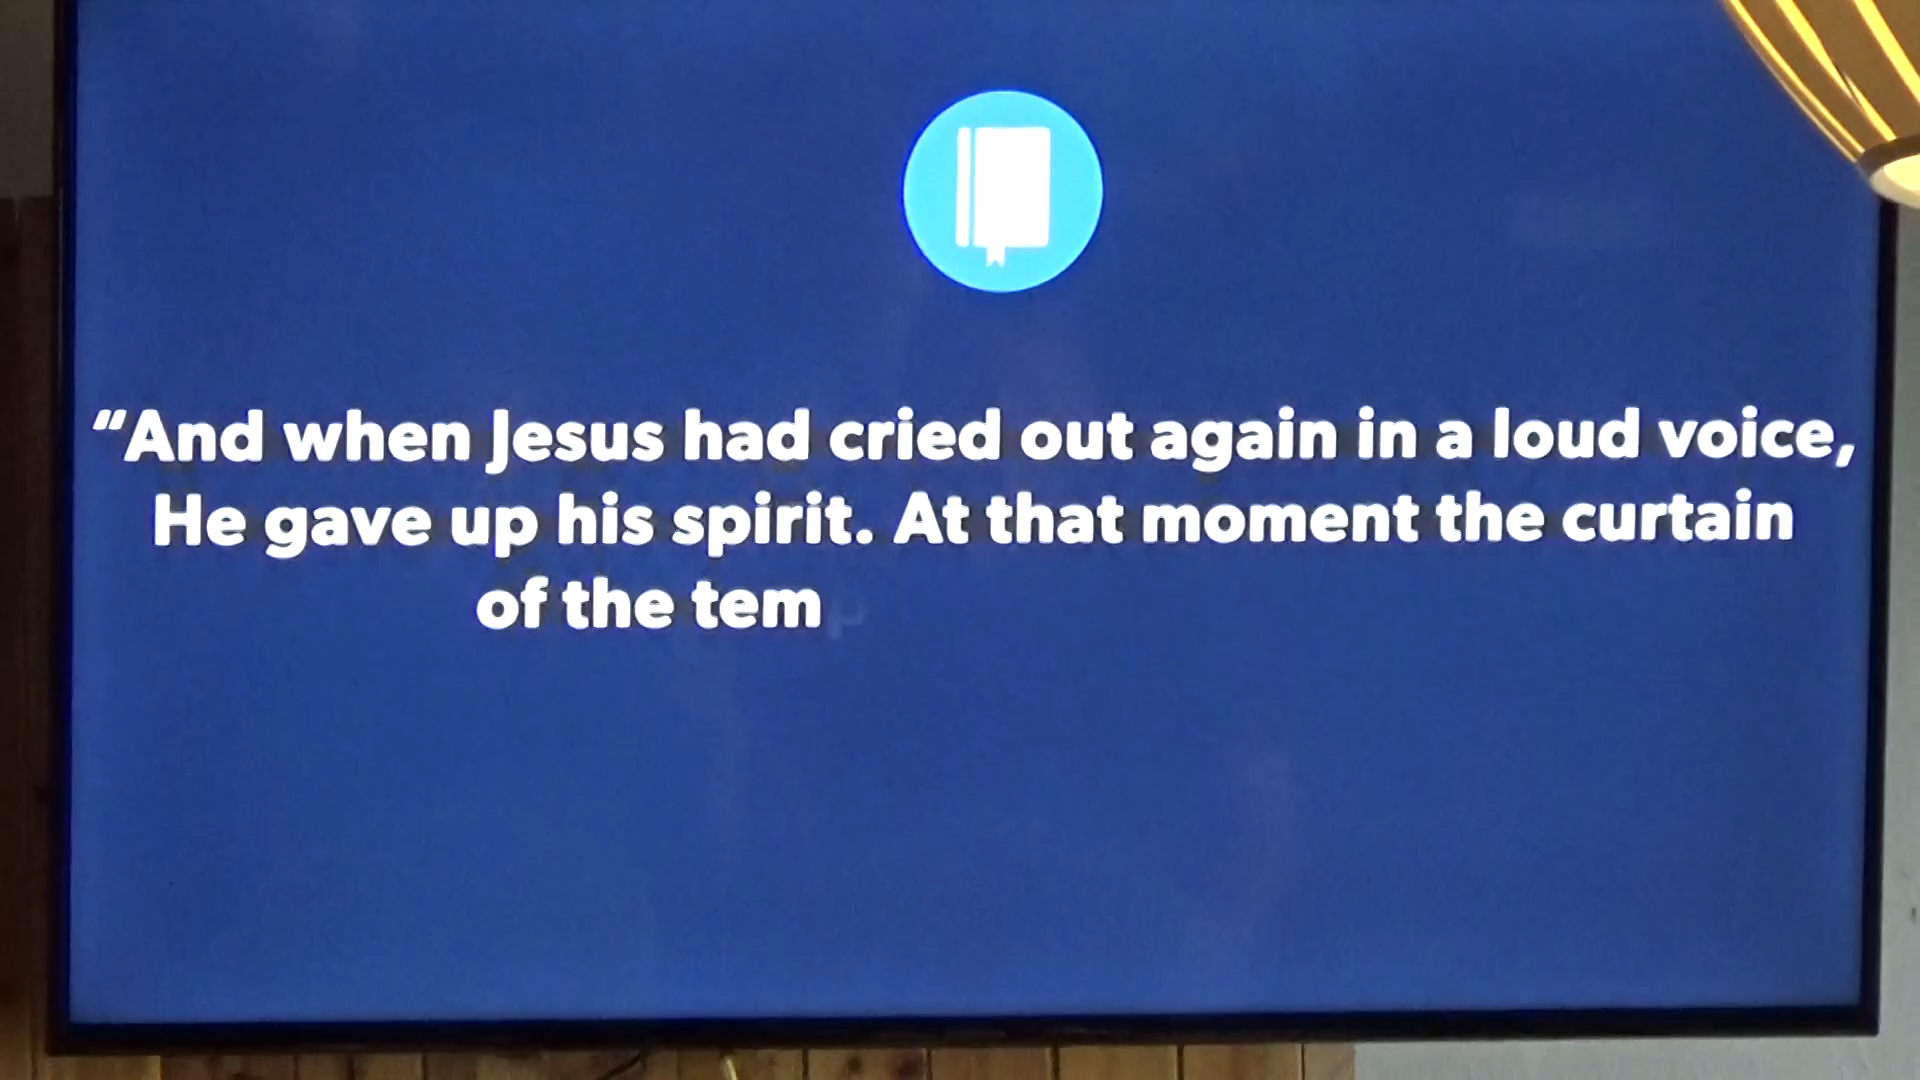 “And when Jesus had cried out again in a loud voice,
He gave up his spirit. At that moment the curtain
of the tem